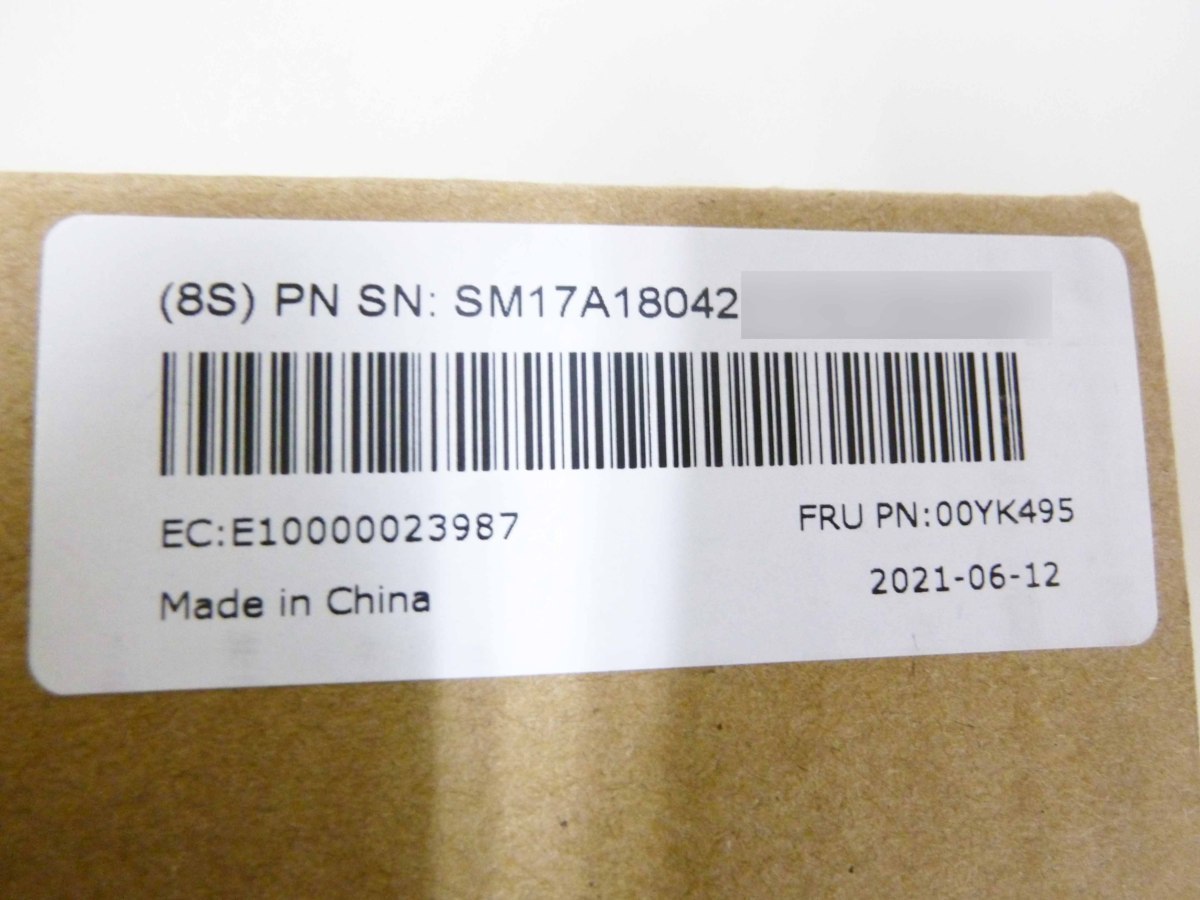 (8S) PN SN: SM17A18042
EC:E10000023987
FRU PN:00YK495
Made in China
2021-06-12